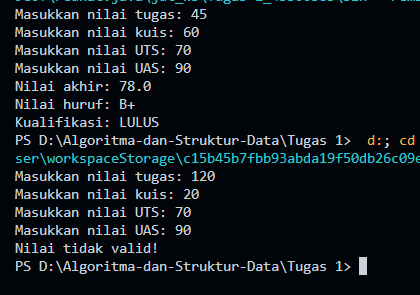 Masukkan nilai tugas: 45
Masukkan nilai kuis: 60
Masukkan nilai UTS: 70
Masukkan nilai UAS: 90
Nilai akhir: 78.0
Nilai huruf: B+
Kualifikasi: LULUS
PS D:\Algoritma-dan-Struktur-Data\Tugas 1>  d:; cd
ser\workspaceStorage\c15b45b7fbb93abda19f50db26c09e
Masukkan nilai tugas: 120
Masukkan nilai kuis: 20
Masukkan nilai UTS: 70
Masukkan nilai UAS: 90
Nilai tidak valid!
PS D:\Algoritma-dan-Struktur-Data\Tugas 1>